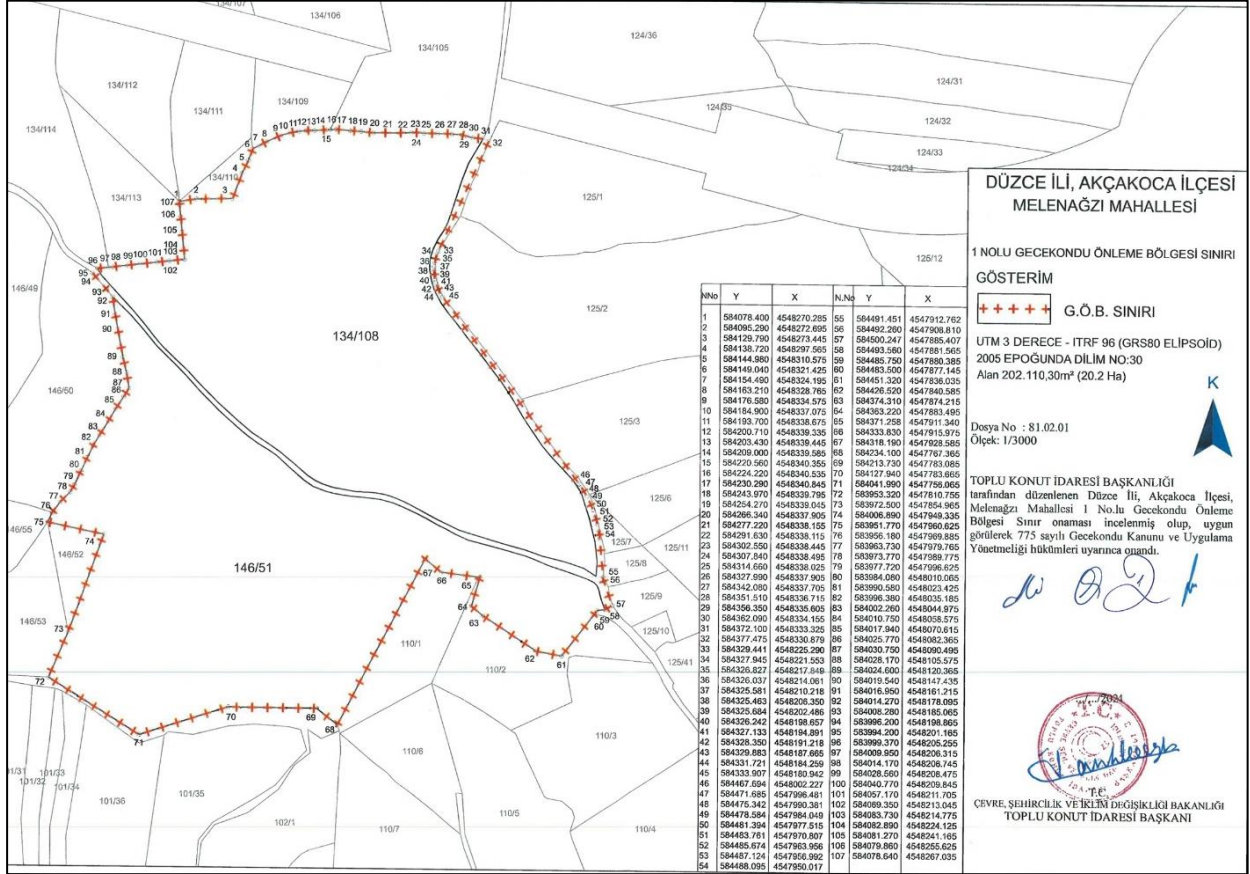 134/107
134/106
134/105
124/36
134/112
134/111
134/109
124/31
124/35
124/32
124/33
124/34
134/114
134/110
134/113
125/1
125/12
125/2
146/49
134/108
146/60
125/3
125/6
125/7
125/11
125/8
125/9
125/10
125/41
146/55
146/52
146/51
146/53
110/1
110/2
110/3
110/6
110/5
110/4
110/7
101/31
101/33
101/34
101/36
101/35
102/1
DÜZCE İLİ, AKÇAKOCA İLÇESİ
MELENAĞZI MAHALLESİ
1 NOLU GECEKONDU ÖNLEME BÖLGESİ SINIRI
GÖSTERİM
G.Ö.B. SINIRI
UTM 3 DERECE - ITRF 96 (GRS80 ELİPSOİD)
2005 EPOĞUNDA DİLİM NO:30
Alan 202.110,30m² (20.2 Ha)
K
Dosya No : 81.02.01
Ölçek: 1/3000
TOPLU KONUT İDARESİ BAŞKANLIĞI
tarafından düzenlenen Düzce İli, Akçakoca İlçesi,
Melenağzı Mahallesi 1 No.lu Gecekondu Önleme
Bölgesi Sınır onaması incelenmiş olup, uygun
görülerek 775 sayılı Gecekondu Kanunu ve Uygulama
Yönetmeliği hükümleri uyarınca onandı.
T.C.
ÇEVRE, ŞEHİRCİLİK VE İKLİM DEĞİŞİKLİĞİ BAKANLIĞI
TOPLU KONUT İDARESİ BAŞKANI
NNo Y X N.No Y X
1 584078.400 4548270.285 55 584491.451 4547912.762
2 584095.290 4548272.695 56 584492.260 4547908.810
3 584129.790 4548273.445 57 584500.247 4547885.407
4 584138.720 4548297.565 58 584493.560 4547881.565
5 584144.980 4548310.575 59 584485.750 4547880.385
6 584149.040 4548321.425 60 584483.500 4547877.145
7 584154.490 4548324.195 61 584451.320 4547836.035
8 584163.210 4548328.765 62 584426.520 4547840.585
9 584176.580 4548334.575 63 584374.310 4547874.215
10 584184.900 4548337.075 64 584363.220 4547883.495
11 584193.700 4548338.675 65 584371.258 4547911.340
12 584200.710 4548339.335 66 584333.830 4547915.975
13 584203.430 4548339.445 67 584318.190 4547928.585
14 584209.000 4548339.585 68 584234.100 4547767.365
15 584220.560 4548340.355 69 584213.730 4547783.085
16 584224.220 4548340.535 70 584127.940 4547783.665
17 584230.290 4548340.845 71 584041.990 4547756.065
18 584243.970 4548339.795 72 583953.320 4547810.755
19 584254.270 4548339.045 73 583972.500 4547854.965
20 584266.340 4548337.905 74 584006.890 4547949.335
21 584277.220 4548338.155 75 583951.770 4547960.625
22 584291.630 4548338.115 76 583956.180 4547969.885
23 584302.550 4548338.445 77 583963.730 4547979.765
24 584307.840 4548338.495 78 583973.770 4547989.775
25 584314.660 4548338.025 79 583977.720 4547996.625
26 584327.990 4548337.905 80 583984.080 4548010.065
27 584342.080 4548337.705 81 583990.580 4548023.425
28 584351.510 4548336.715 82 583996.380 4548035.185
29 584356.350 4548335.605 83 584002.260 4548044.975
30 584362.090 4548334.155 84 584010.750 4548058.575
31 584372.100 4548333.325 85 584017.940 4548070.615
32 584377.475 4548330.879 86 584025.770 4548082.365
33 584329.441 4548225.290 87 584030.750 4548090.495
34 584327.945 4548221.553 88 584028.170 4548105.575
35 584326.827 4548217.849 89 584024.600 4548120.365
36 584326.037 4548214.061 90 584019.540 4548147.435
37 584325.581 4548210.218 91 584016.950 4548161.215
38 584325.463 4548206.350 92 584014.270 4548178.095
39 584325.684 4548202.486 93 584008.280 4548185.065
40 584326.242 4548198.657 94 583996.200 4548198.865
41 584327.133 4548194.891 95 583994.200 4548201.165
42 584328.350 4548191.218 96 583999.370 4548205.255
43 584329.883 4548187.665 97 584009.950 4548206.315
44 584331.721 4548184.259 98 584014.170 4548206.745
45 584333.907 4548180.942 99 584028.560 4548208.475
46 584467.694 4548002.227 100 584040.770 4548209.845
47 584471.685 4547996.481 101 584057.170 4548211.705
48 584475.342 4547990.381 102 584069.350 4548213.045
49 584478.584 4547984.049 103 584083.730 4548214.775
50 584481.394 4547977.515 104 584082.890 4548224.125
51 584483.761 4547970.807 105 584081.270 4548241.165
52 584485.674 4547963.956 106 584079.860 4548255.625
53 584487.124 4547956.992 107 584078.640 4548267.035
54 584488.095 4547950.017